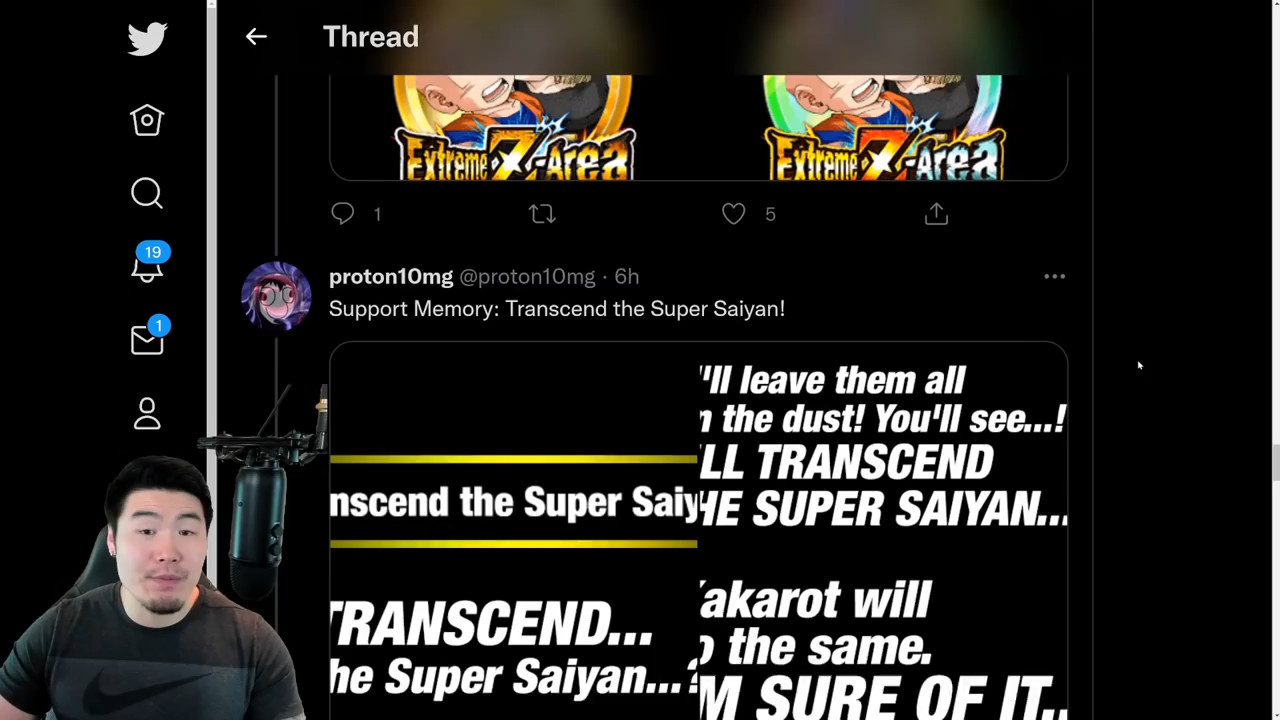 Thread
Extreme-Z-Area
Extreme-Z-Area
1
5
19
1
proton10mg @proton10mg · 6h
Support Memory: Transcend the Super Saiyan!
nscend the Super Saiy
TRANSCEND...
he Super Saiyan...?
'll leave them all
n the dust! You'll see...!
LL TRANSCEND
HE SUPER SAIYAN...
akarot will
o the same.
M SURE OF IT..